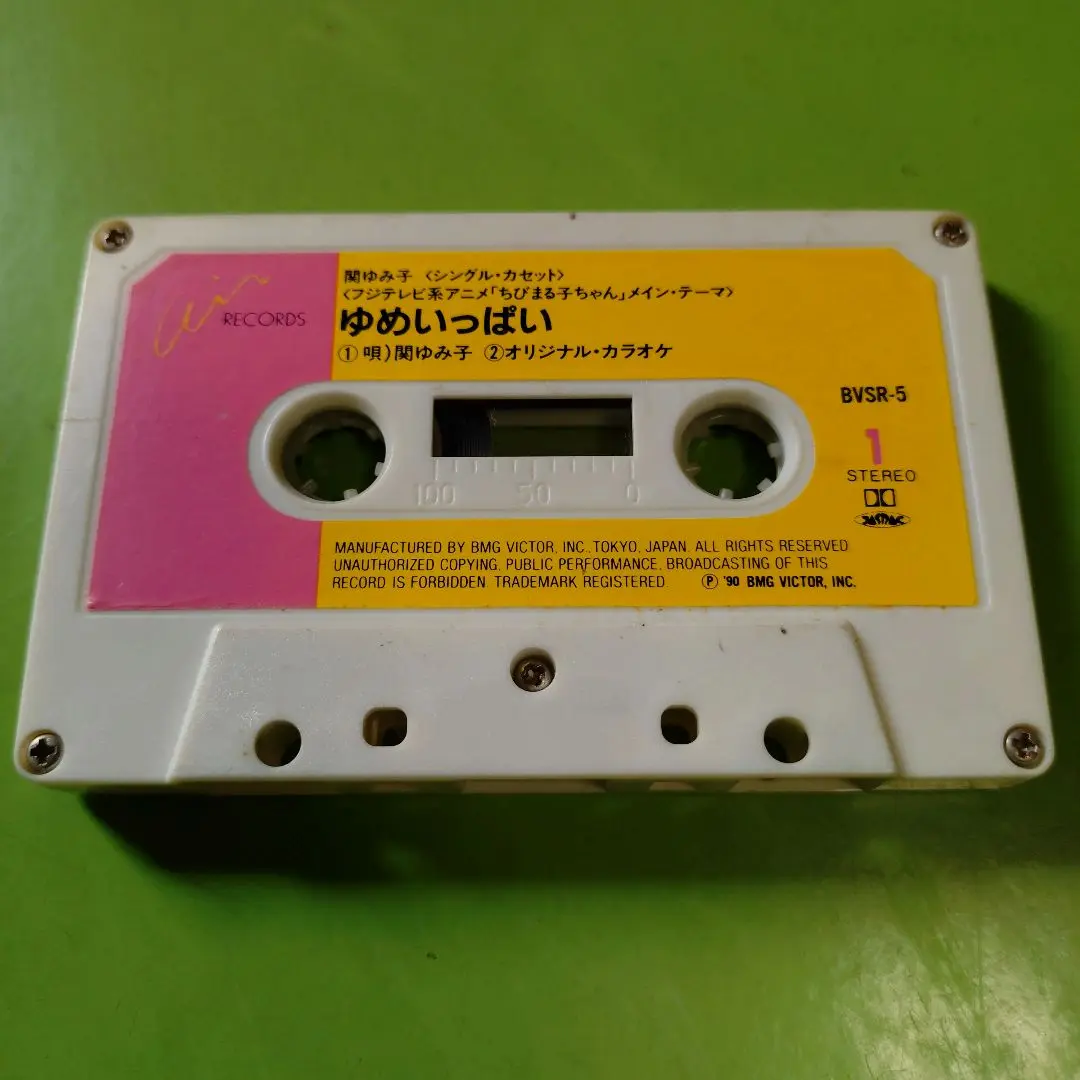 関ゆみ子 〈シングル・カセット〉
〈フジテレビ系アニメ「ちびまる子ちゃん」メイン・テーマ〉
Air
RECORDS
ゆめいっぱい
① 唄)関ゆみ子 ②オリジナル・カラオケ
BVSR-5
1
STEREO
100 50 0
MANUFACTURED BY BMG VICTOR, INC., TOKYO, JAPAN. ALL RIGHTS RESERVED
UNAUTHORIZED COPYING, PUBLIC PERFORMANCE, BROADCASTING OF THIS
RECORD IS FORBIDDEN. TRADEMARK REGISTERED. Ⓟ '90 BMG VICTOR, INC.